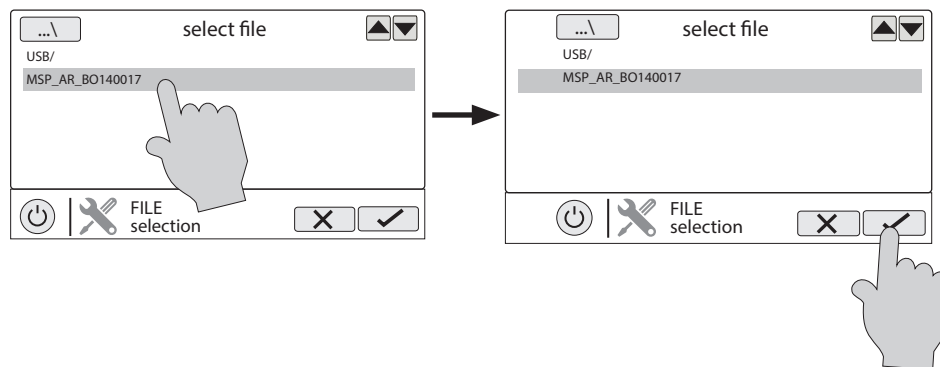 ...\
select file
USB/
MSP_AR_BO140017
FILE
selection
...\
select file
USB/
MSP_AR_BO140017
FILE
selection